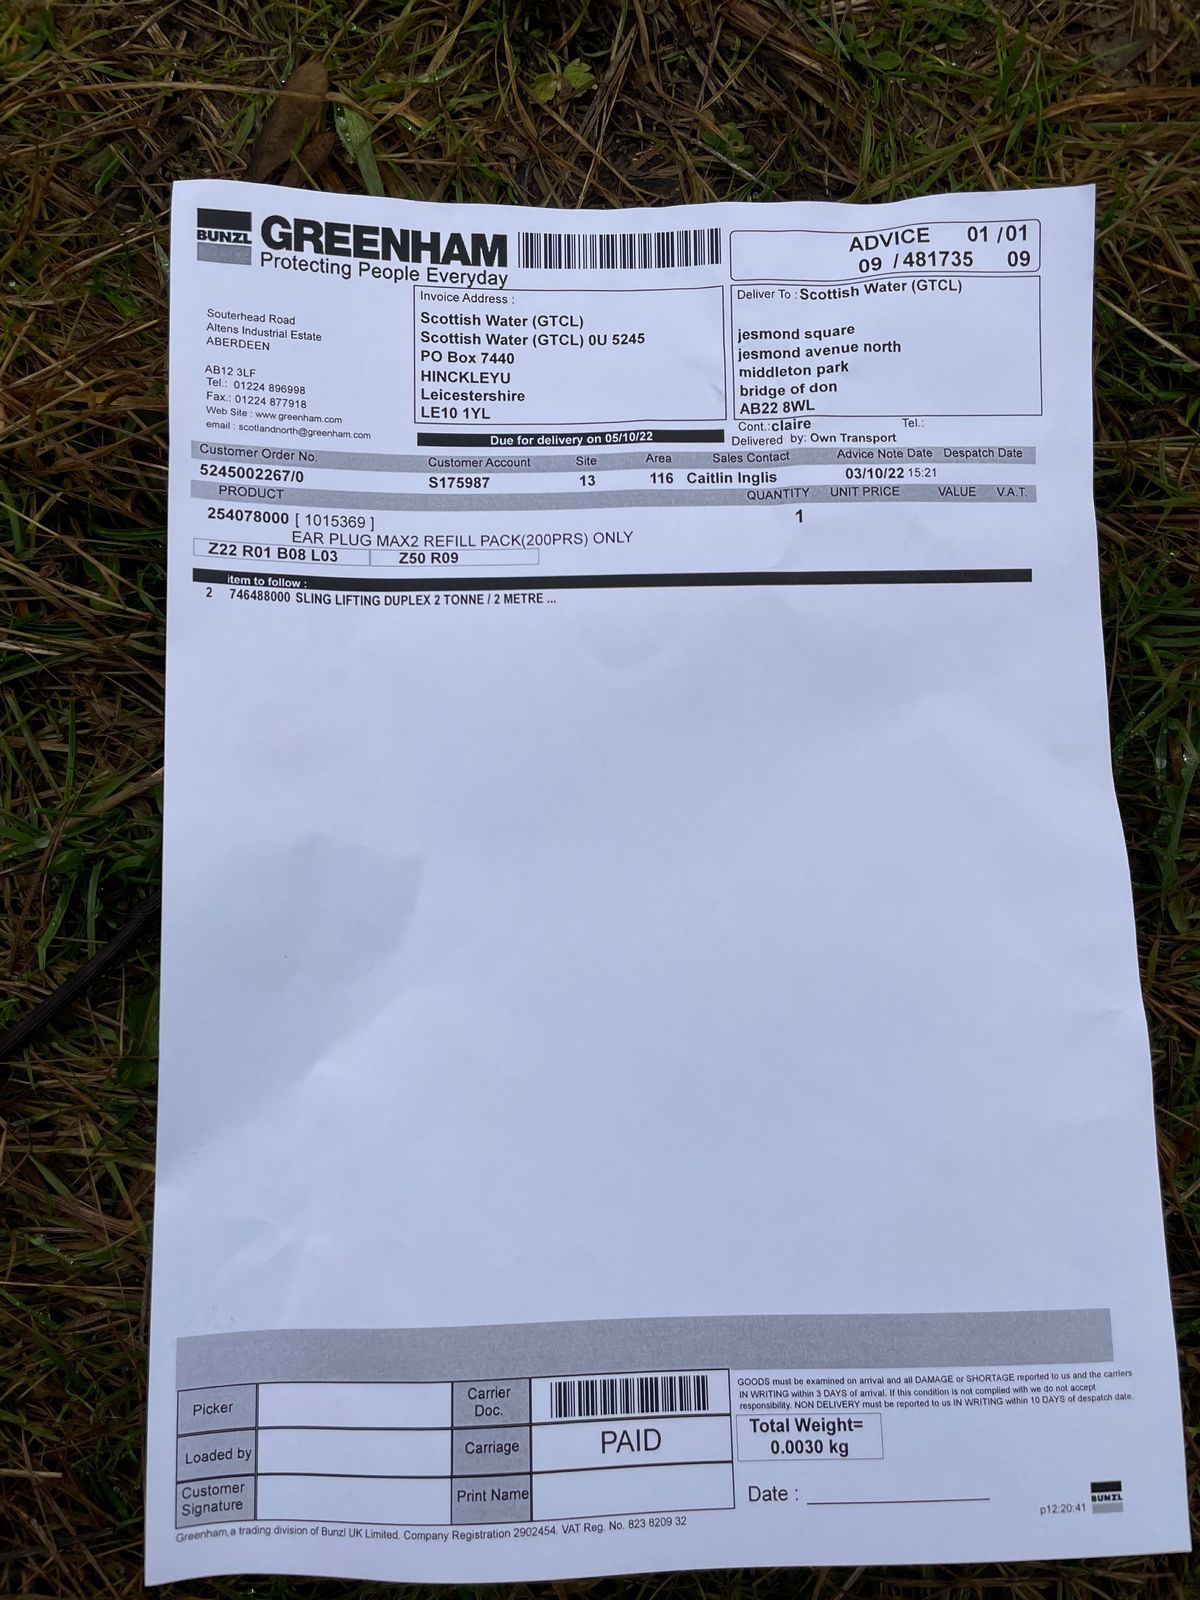 BUNZL GREENHAM
Protecting People Everyday
ADVICE 01 /01
09 / 481735 09
Souterhead Road
Altens Industrial Estate
ABERDEEN
AB12 3LF
Tel.: 01224 896998
Fax.: 01224 877918
Web Site : www.greenham.com
email : scotlandnorth@greenham.com
Invoice Address :
Scottish Water (GTCL)
Scottish Water (GTCL) 0U 5245
PO Box 7440
HINCKLEYU
Leicestershire
LE10 1YL
Due for delivery on 05/10/22
Deliver To : Scottish Water (GTCL)
jesmond square
jesmond avenue north
middleton park
bridge of don
AB22 8WL
Cont.: claire Tel.:
Delivered by: Own Transport
Customer Order No. Customer Account Site Area Sales Contact Advice Note Date Despatch Date
5245002267/0 S175987 13 116 Caitlin Inglis 03/10/22 15:21
PRODUCT QUANTITY UNIT PRICE VALUE V.A.T.
254078000 [ 1015369 ] 1
EAR PLUG MAX2 REFILL PACK(200PRS) ONLY
Z22 R01 B08 L03 Z50 R09
item to follow :
2 746488000 SLING LIFTING DUPLEX 2 TONNE / 2 METRE ...
Picker
Carrier Doc.
Loaded by
Carriage PAID
Customer Signature
Print Name
GOODS must be examined on arrival and all DAMAGE or SHORTAGE reported to us and the carriers
IN WRITING within 3 DAYS of arrival. If this condition is not complied with we do not accept
responsibility. NON DELIVERY must be reported to us IN WRITING within 10 DAYS of despatch date.
Total Weight=
0.0030 kg
Date :
BUNZL
p12:20:41
Greenham,a trading division of Bunzl UK Limited. Company Registration 2902454. VAT Reg. No. 823 8209 32